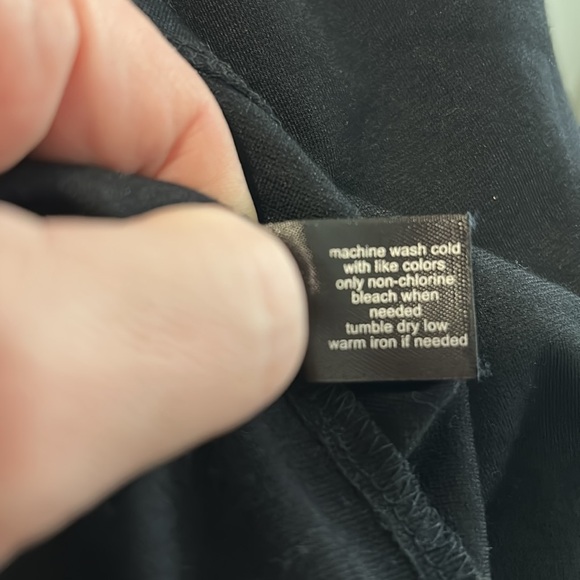 machine wash cold
with like colors
only non-chlorine
bleach when
needed
tumble dry low
warm iron if needed